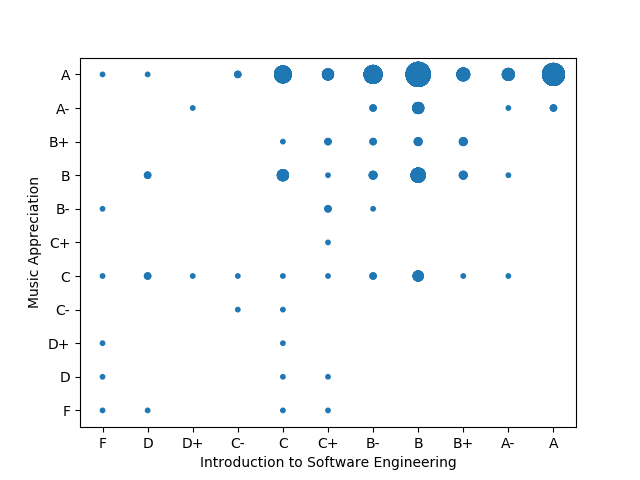 A
A-
B+
B
B-
C+
C
C-
D+
D
F
Music Appreciation
F D D+ C- C C+ B- B B+ A- A
Introduction to Software Engineering